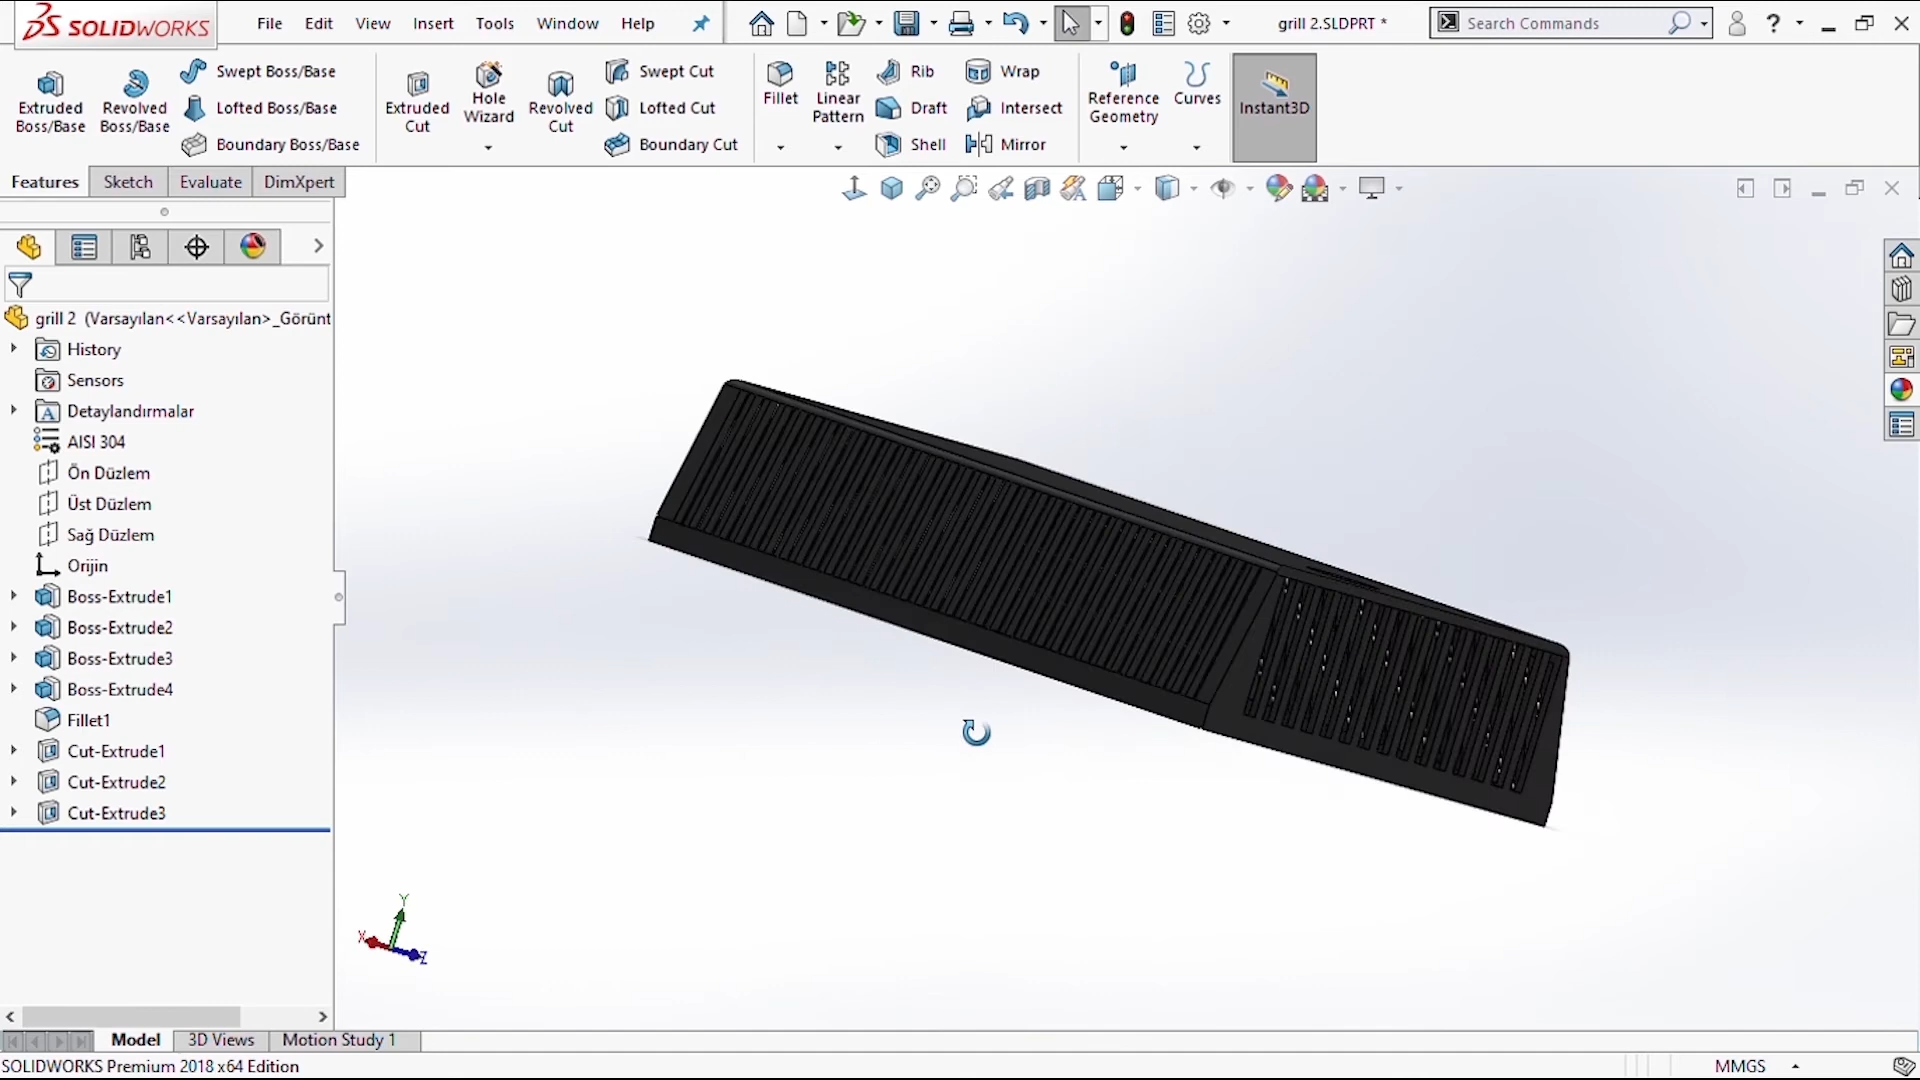 SOLIDWORKS
File Edit View Insert Tools Window Help
grill 2.SLDPRT *
Search Commands
Extruded Boss/Base
Revolved Boss/Base
Swept Boss/Base
Lofted Boss/Base
Boundary Boss/Base
Extruded Cut
Hole Wizard
Revolved Cut
Swept Cut
Lofted Cut
Boundary Cut
Fillet
Linear Pattern
Rib
Draft
Shell
Wrap
Intersect
Mirror
Reference Geometry
Curves
Instant3D
Features Sketch Evaluate DimXpert
grill 2 (Varsayılan<<Varsayılan>_Görünt
History
Sensors
Detaylandırmalar
AISI 304
Ön Düzlem
Üst Düzlem
Sağ Düzlem
Orijin
Boss-Extrude1
Boss-Extrude2
Boss-Extrude3
Boss-Extrude4
Fillet1
Cut-Extrude1
Cut-Extrude2
Cut-Extrude3
Y
X
Z
Model 3D Views Motion Study 1
SOLIDWORKS Premium 2018 x64 Edition
MMGS